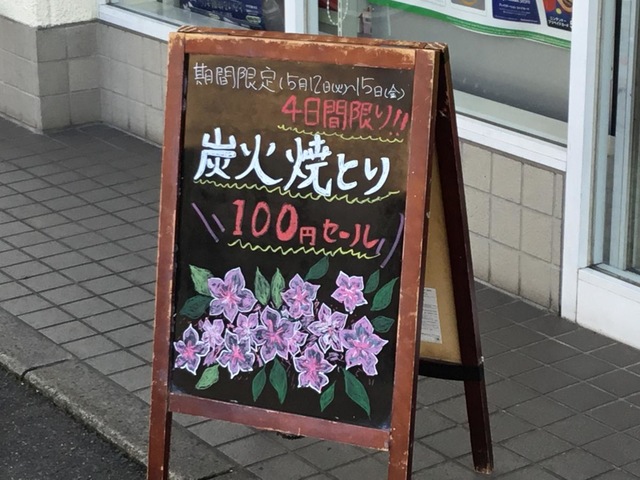 期間限定 5月12日(火)〜15日(金)
4日間限り!!
炭火焼とり
100円セール